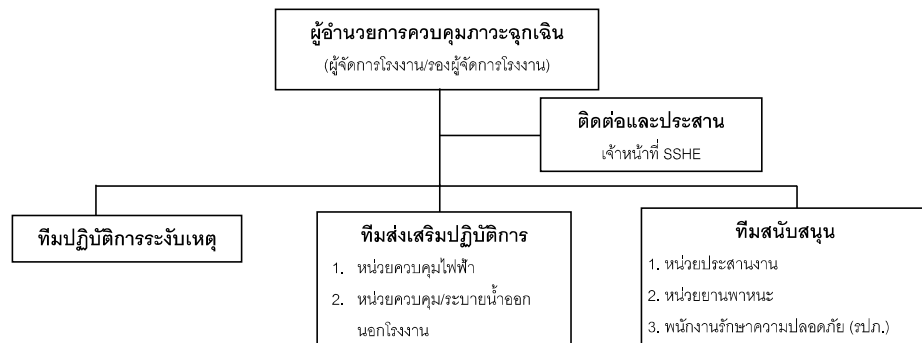 ผู้อำนวยการควบคุมภาวะฉุกเฉิน
(ผู้จัดการโรงงาน/รองผู้จัดการโรงงาน)
ติดต่อและประสาน
เจ้าหน้าที่ SSHE
ทีมปฏิบัติการระงับเหตุ
ทีมส่งเสริมปฏิบัติการ
1. หน่วยควบคุมไฟฟ้า
2. หน่วยควบคุม/ระบายน้ำออก
นอกโรงงาน
ทีมสนับสนุน
1. หน่วยประสานงาน
2. หน่วยยานพาหนะ
3. พนักงานรักษาความปลอดภัย (รปภ.)